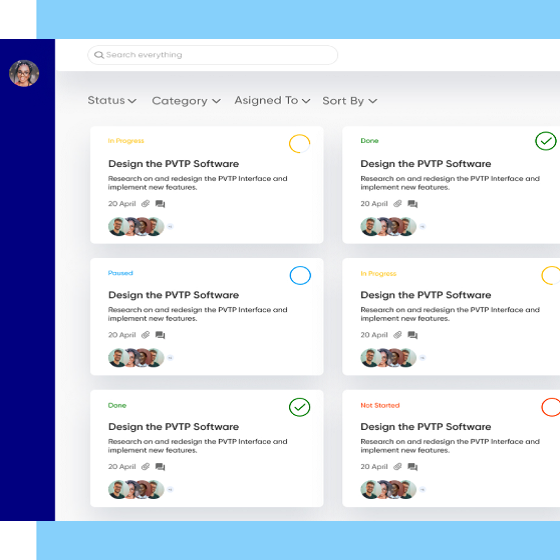 Search everything
Status Category Asigned To Sort By
In Progress
Design the PVTP Software
Research on and redesign the PVTP Interface and
implement new features.
20 April
Done
Design the PVTP Software
Research on and redesign the PVTP Interface and
implement new features.
20 April
Paused
Design the PVTP Software
Research on and redesign the PVTP Interface and
implement new features.
20 April
In Progress
Design the PVTP Software
Research on and redesign the PVTP Interface and
implement new features.
20 April
Done
Design the PVTP Software
Research on and redesign the PVTP Interface and
implement new features.
20 April
Not Started
Design the PVTP Software
Research on and redesign the PVTP Interface and
implement new features.
20 April